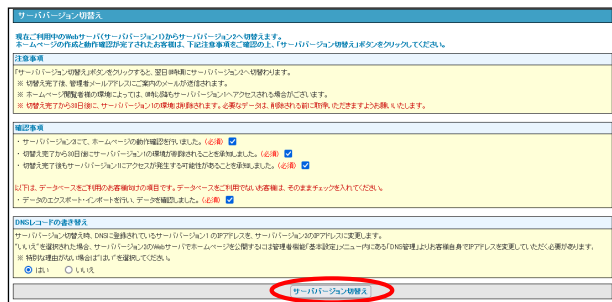 サーババージョン切替え
現在ご利用中のWebサーバ(サーババージョン1)からサーババージョン2へ切替えます。
ホームページの作成と動作確認が完了されたお客様は、下記注意事項をご確認の上、「サーババージョン切替え」ボタンをクリックしてください。
注意事項
「サーババージョン切替え」ボタンをクリックすると、翌日0時頃にサーババージョン2へ切替わります。
※ 切替え完了後、管理者メールアドレスにご案内のメールが送信されます。
※ ホームページ閲覧者様の環境によっては、0時以降もサーババージョン1へアクセスされる場合がございます。
※ 切替え完了から30日後に、サーババージョン1の環境は削除されます。必要なデータは、削除される前に取得いただきますようお願いいたします。
確認事項
・サーババージョン2にて、ホームページの動作確認を行いました。(必須)
・切替え完了から30日後にサーババージョン1の環境が削除されることを承知しました。(必須)
・切替え完了後もサーババージョン1にアクセスが発生する可能性があることを承知しました。(必須)
以下は、データベースをご利用のお客様向けの項目です。データベースをご利用でないお客様は、そのままチェックを入れてください。
・データのエクスポート・インポートを行い、データを確認しました。(必須)
DNSレコードの書き替え
サーババージョン切替え時、DNSに登録されているサーババージョン1のIPアドレスを、サーババージョン2のIPアドレスに変更します。
"いいえ"を選択された場合、サーババージョン2のWebサーバでホームページを公開するには管理者機能「基本設定」メニュー内にある「DNS管理」よりお客様自身でIPアドレスを変更していただく必要があります。
※ 特別な理由がない場合は"はい"を選択してください。
はい いいえ
サーババージョン切替え